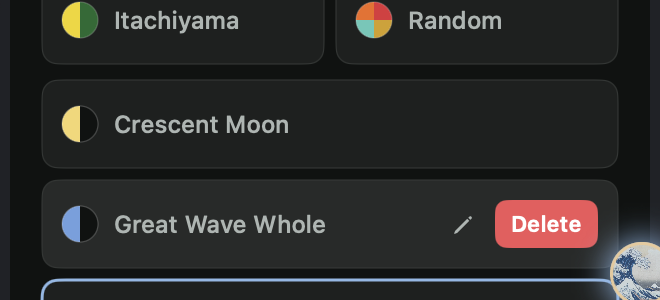 Itachiyama
Random
Crescent Moon
Great Wave Whole
Delete